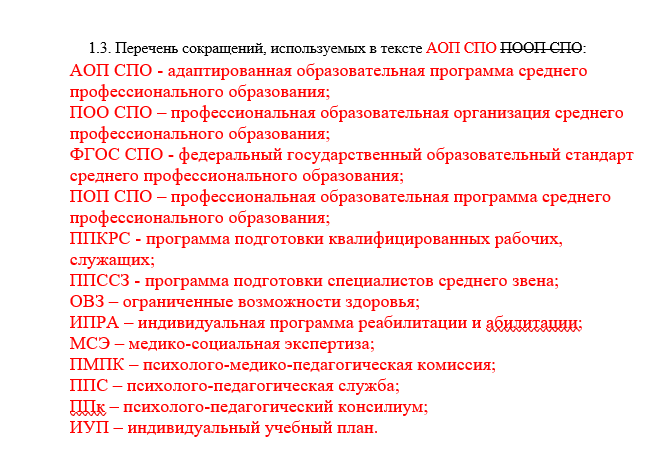 1.3. Перечень сокращений, используемых в тексте АОП СПО ПООП СПО:
АОП СПО - адаптированная образовательная программа среднего
профессионального образования;
ПОО СПО – профессиональная образовательная организация среднего
профессионального образования;
ФГОС СПО - федеральный государственный образовательный стандарт
среднего профессионального образования;
ПОП СПО – профессиональная образовательная программа среднего
профессионального образования;
ППКРС - программа подготовки квалифицированных рабочих,
служащих;
ППССЗ - программа подготовки специалистов среднего звена;
ОВЗ – ограниченные возможности здоровья;
ИПРА – индивидуальная программа реабилитации и абилитации;
МСЭ – медико-социальная экспертиза;
ПМПК – психолого-медико-педагогическая комиссия;
ППС – психолого-педагогическая служба;
ППк – психолого-педагогический консилиум;
ИУП – индивидуальный учебный план.